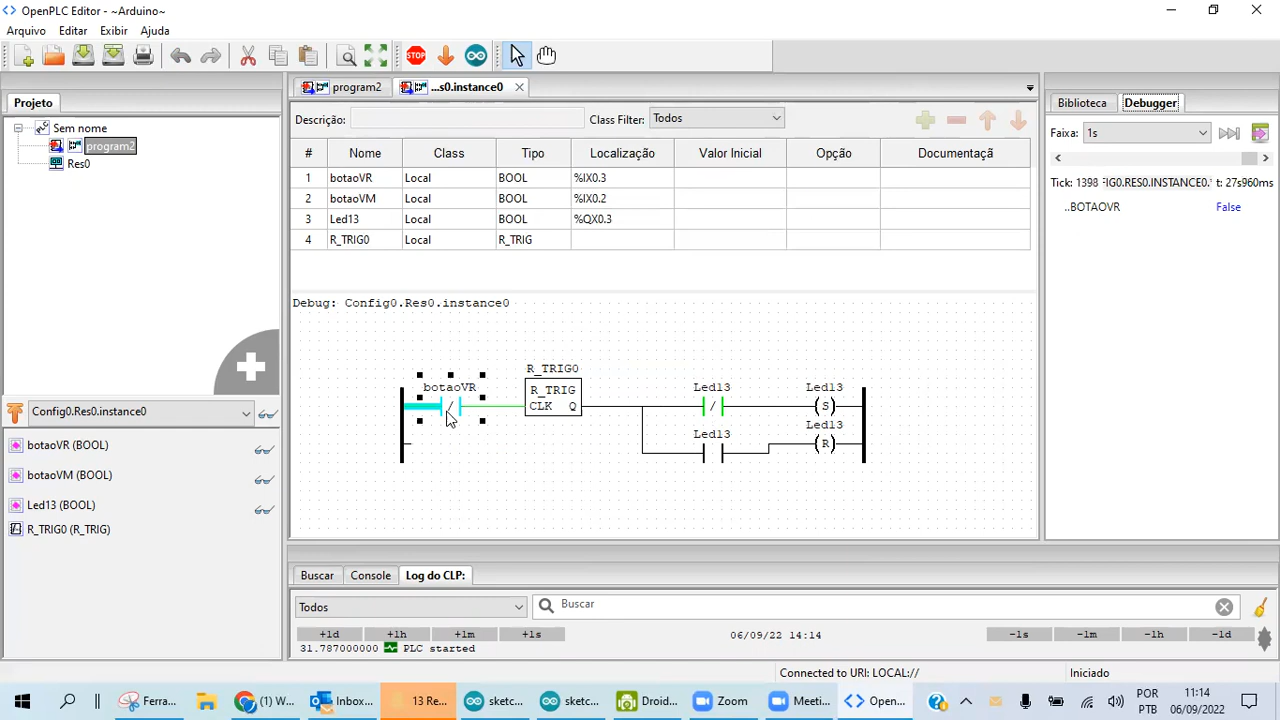 OpenPLC Editor - ~Arduino~
Arquivo Editar Exibir Ajuda
STOP
Projeto
Sem nome
program2
Res0
program2 ...s0.instance0
Descrição: Class Filter: Todos
# Nome Class Tipo Localização Valor Inicial Opção Documentaçã
1 botaoVR Local BOOL %IX0.3
2 botaoVM Local BOOL %IX0.2
3 Led13 Local BOOL %QX0.3
4 R_TRIG0 Local R_TRIG
Debug: Config0.Res0.instance0
R_TRIG0
botaoVR R_TRIG Led13 Led13
/ CLK Q / S
Led13 Led13
R
Config0.Res0.instance0
botaoVR (BOOL)
botaoVM (BOOL)
Led13 (BOOL)
R_TRIG0 (R_TRIG)
Biblioteca Debugger
Faixa: 1s
Tick: 1398 ·IG0.RES0.INSTANCE0.' t: 27s960ms
..BOTAOVR False
Buscar Console Log do CLP:
Todos Buscar
+1d +1h +1m +1s 06/09/22 14:14 -1s -1m -1h -1d
31.787000000 PLC started
Connected to URI: LOCAL:// Iniciado
Ferra... (1) W... Inbox... 13 Re... sketc... sketc... Droid... Zoom Meeti... Open...
POR
PTB
11:14
06/09/2022